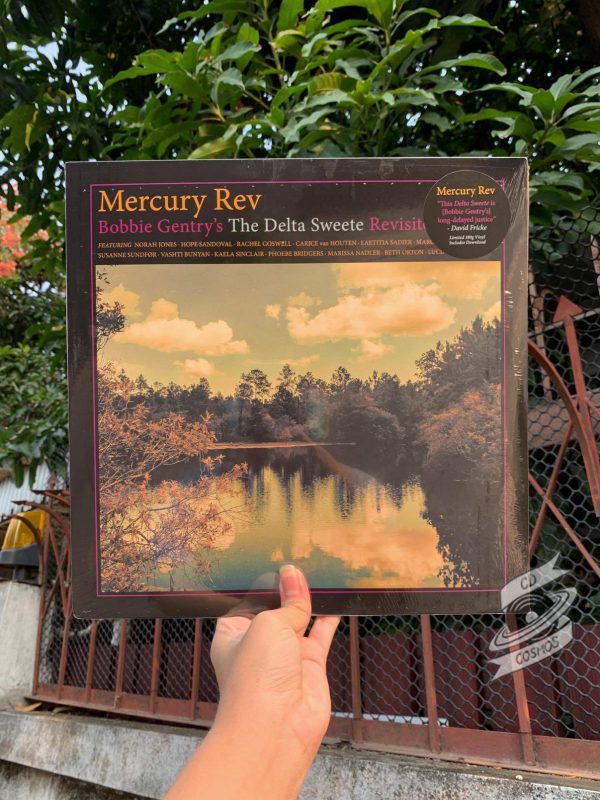 Mercury Rev
Bobbie Gentry's The Delta Sweete Revisite
FEATURING NORAH JONES · HOPE SANDOVAL · RACHEL GOSWELL · CARICE van HOUTEN · LAETITIA SADIER ·
SUSANNE SUNDFØR · VASHTI BUNYAN · KAELA SINCLAIR · PHOEBE BRIDGERS · MARISSA NADLER · BETH ORTON ·
Mercury Rev
"This Delta Sweete is
[Bobbie Gentry's]
long-delayed justice"
- David Fricke
Limited 180g Vinyl
Includes Download
CD
COSMOS